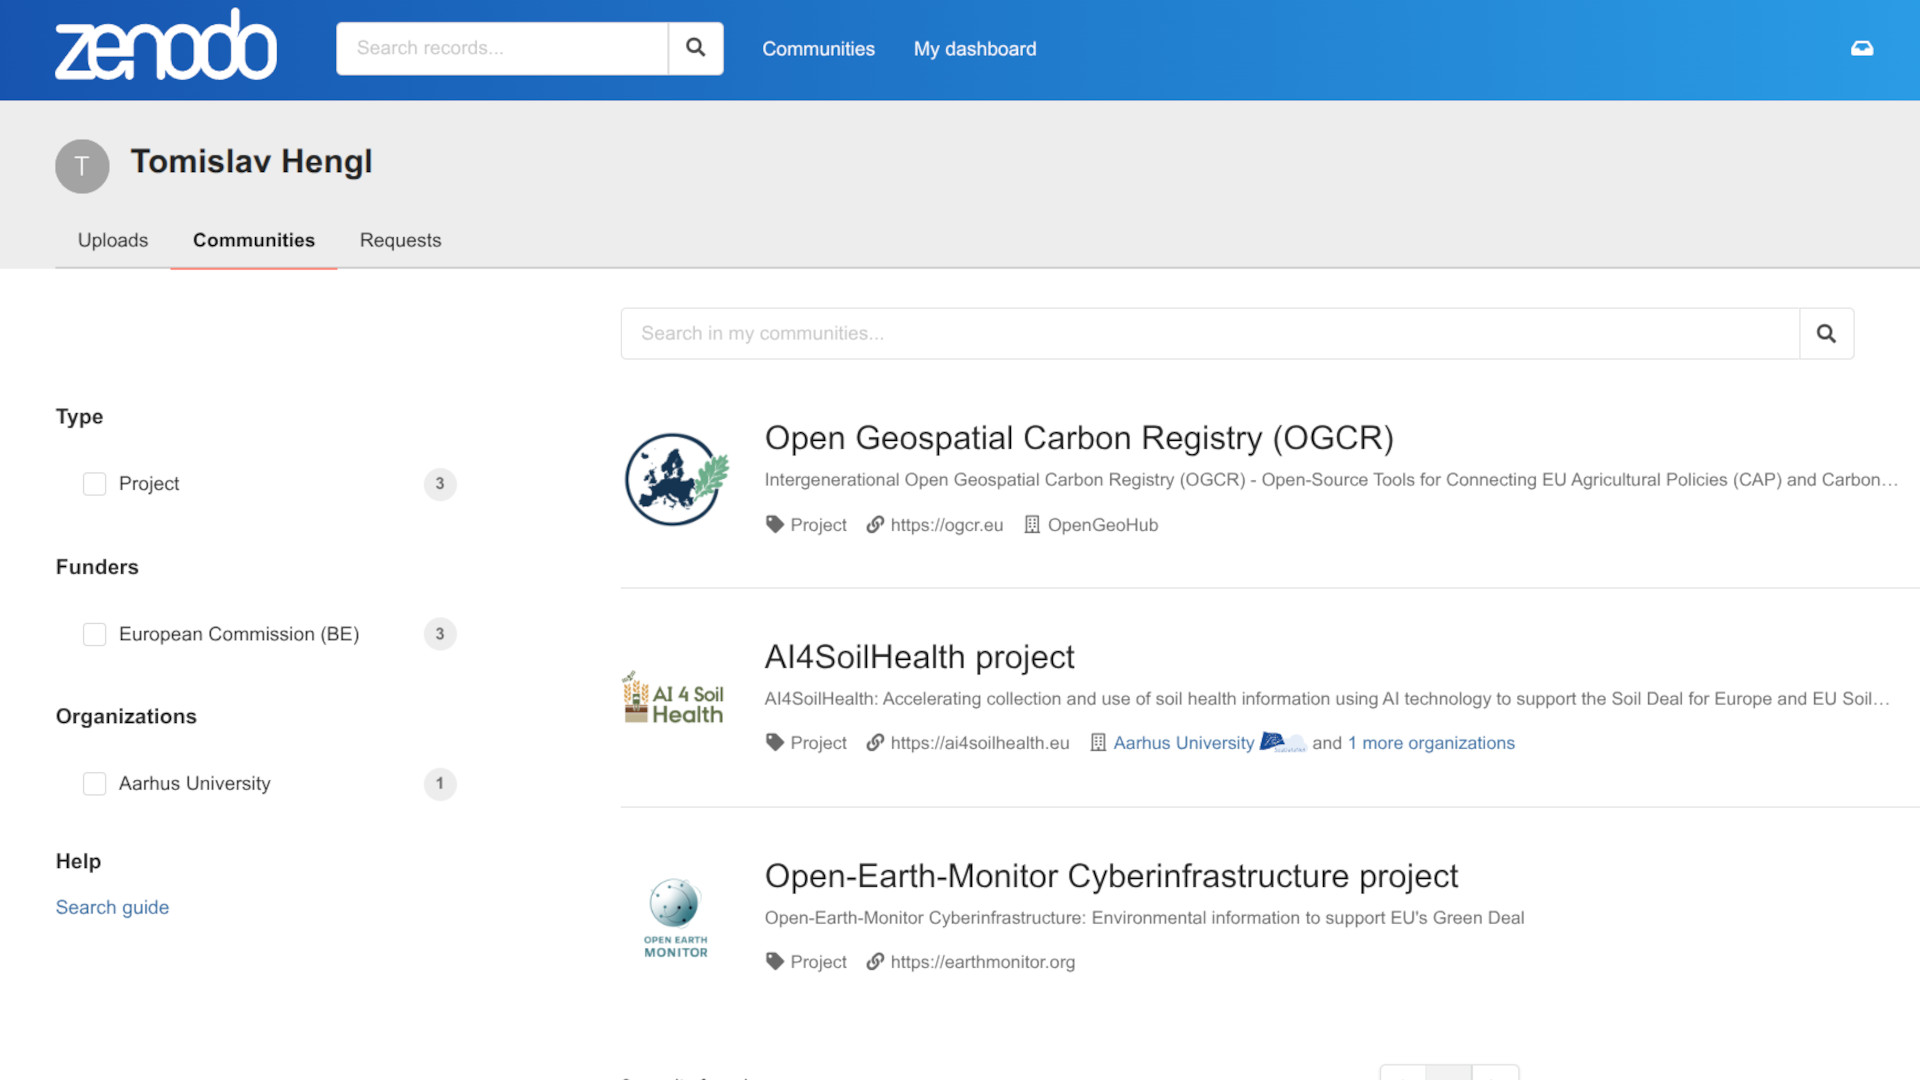 zenodo
Search records...
Communities
My dashboard
T
Tomislav Hengl
Uploads
Communities
Requests
Search in my communities...
Type
Project
3
Funders
European Commission (BE)
3
Organizations
Aarhus University
1
Help
Search guide
Open Geospatial Carbon Registry (OGCR)
Intergenerational Open Geospatial Carbon Registry (OGCR) - Open-Source Tools for Connecting EU Agricultural Policies (CAP) and Carbon…
Project https://ogcr.eu OpenGeoHub
AI 4 Soil
Health
AI4SoilHealth project
AI4SoilHealth: Accelerating collection and use of soil health information using AI technology to support the Soil Deal for Europe and EU Soil…
Project https://ai4soilhealth.eu Aarhus University and 1 more organizations
OPEN EARTH
MONITOR
Open-Earth-Monitor Cyberinfrastructure project
Open-Earth-Monitor Cyberinfrastructure: Environmental information to support EU's Green Deal
Project https://earthmonitor.org